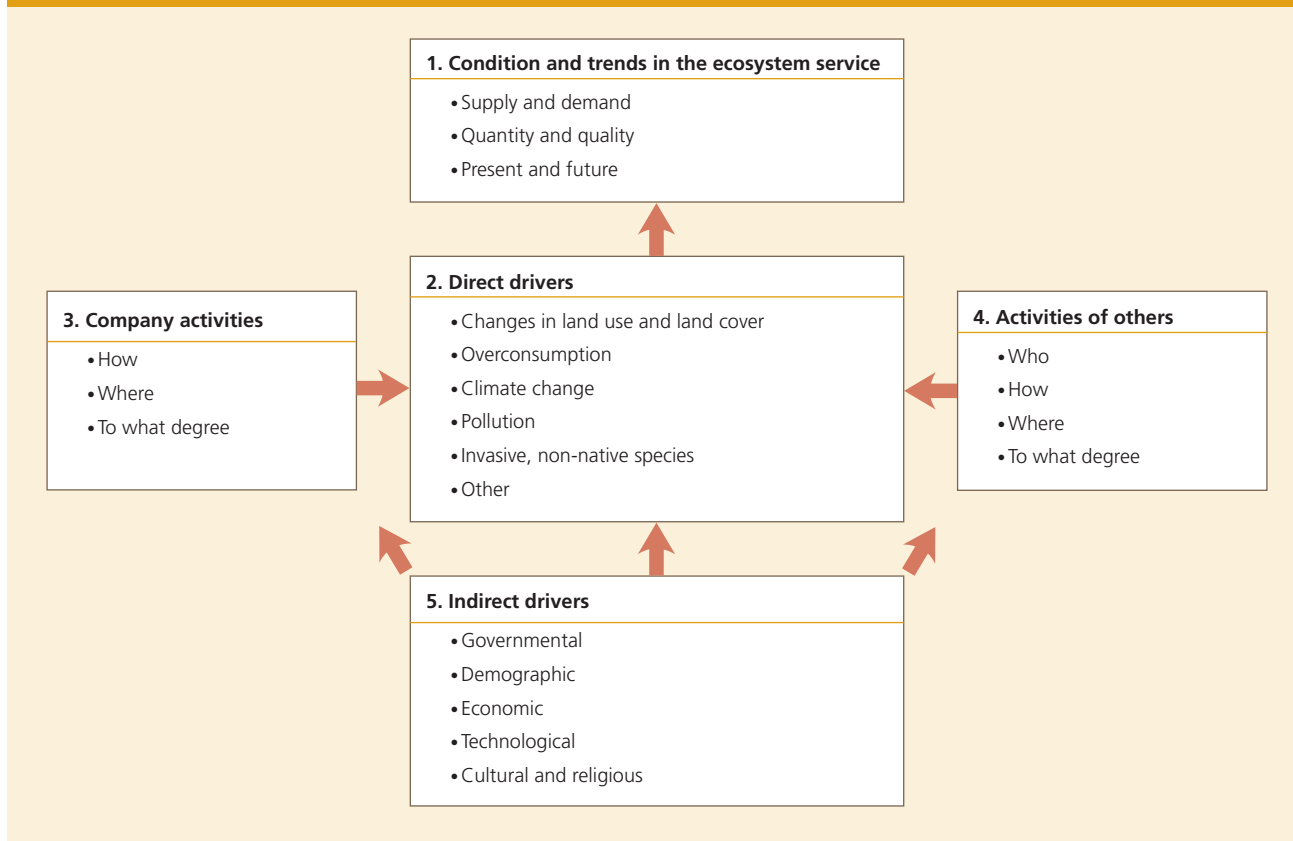 1. Condition and trends in the ecosystem service
• Supply and demand
• Quantity and quality
• Present and future
2. Direct drivers
• Changes in land use and land cover
• Overconsumption
• Climate change
• Pollution
• Invasive, non-native species
• Other
3. Company activities
• How
• Where
• To what degree
4. Activities of others
• Who
• How
• Where
• To what degree
5. Indirect drivers
• Governmental
• Demographic
• Economic
• Technological
• Cultural and religious